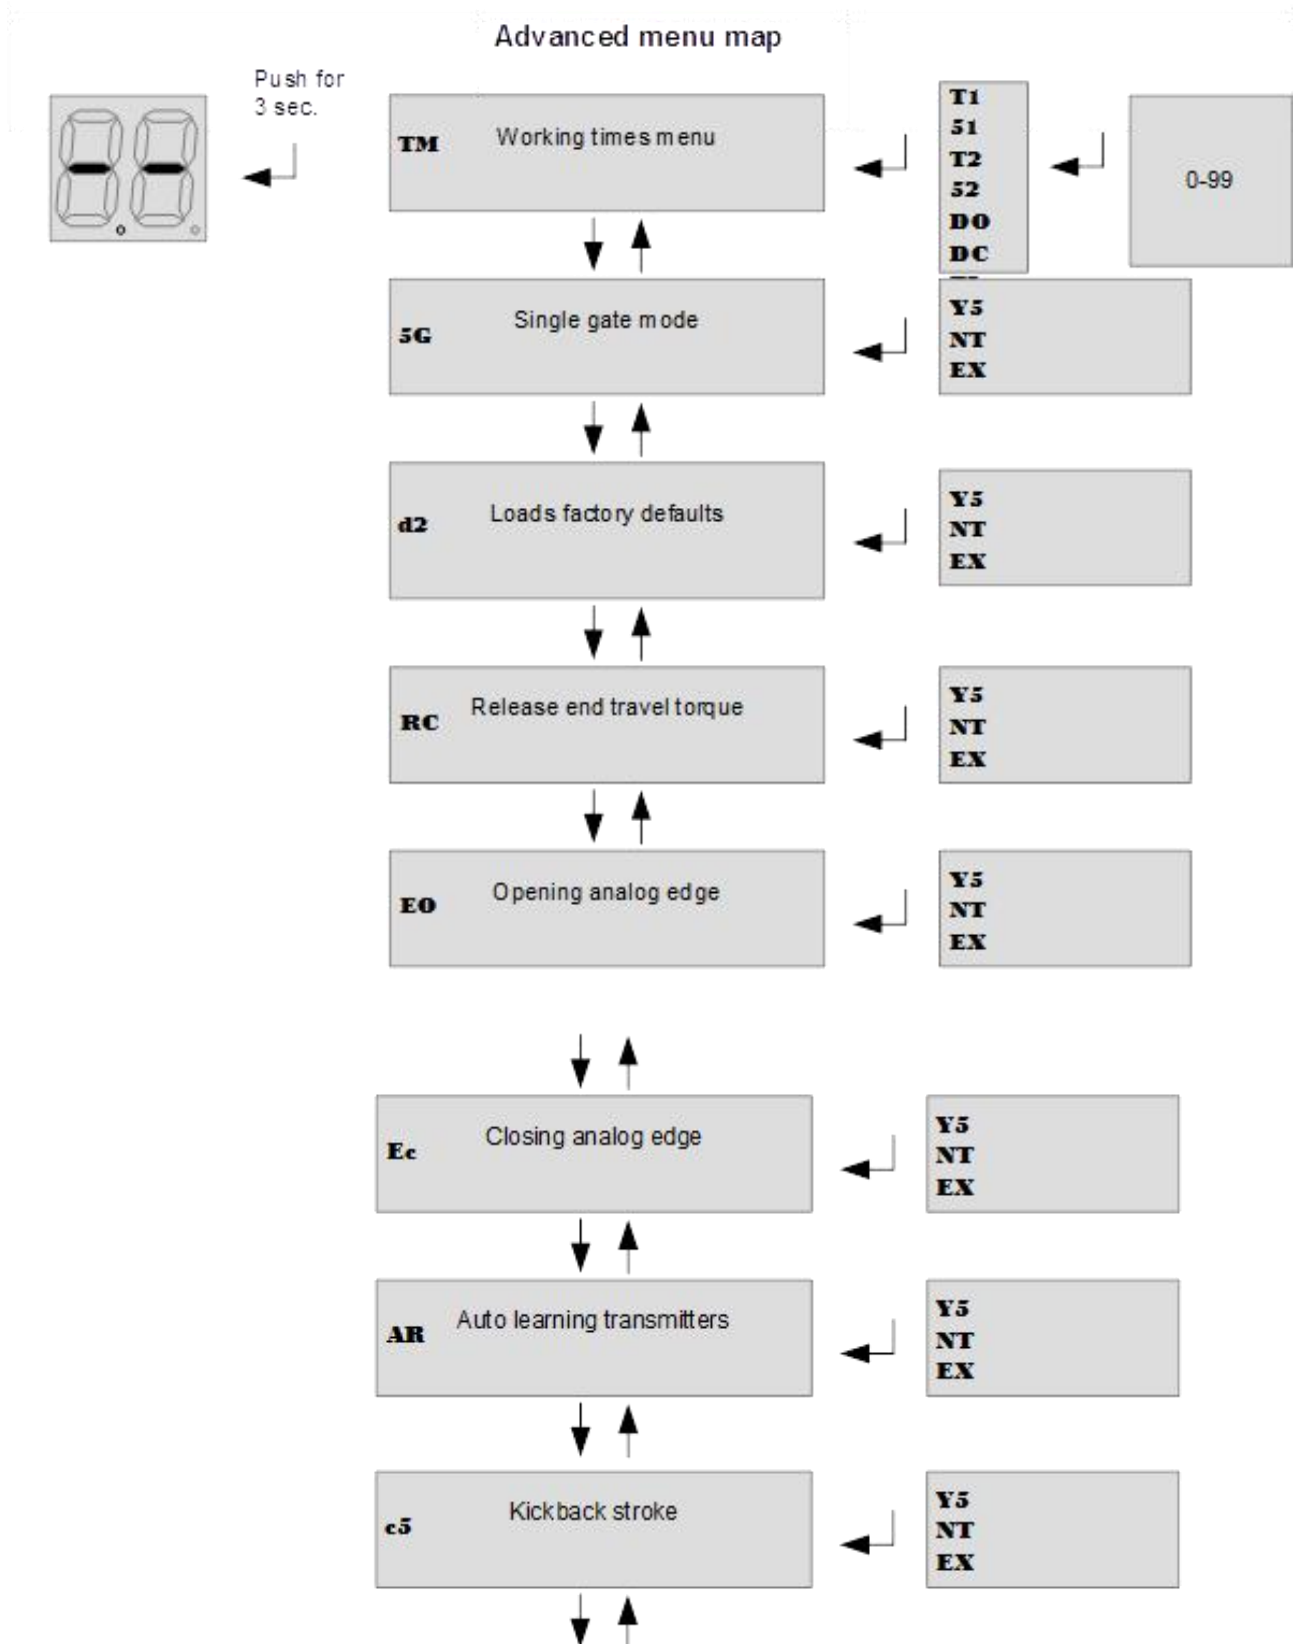 Advanced menu map
Push for
3 sec.
TM Working times menu
T1
51
T2
52
DO
DC
0-99
5G Single gate mode
Y5
NT
EX
d2 Loads factory defaults
Y5
NT
EX
RC Release end travel torque
Y5
NT
EX
EO Opening analog edge
Y5
NT
EX
Ec Closing analog edge
Y5
NT
EX
AR Auto learning transmitters
Y5
NT
EX
c5 Kickback stroke
Y5
NT
EX